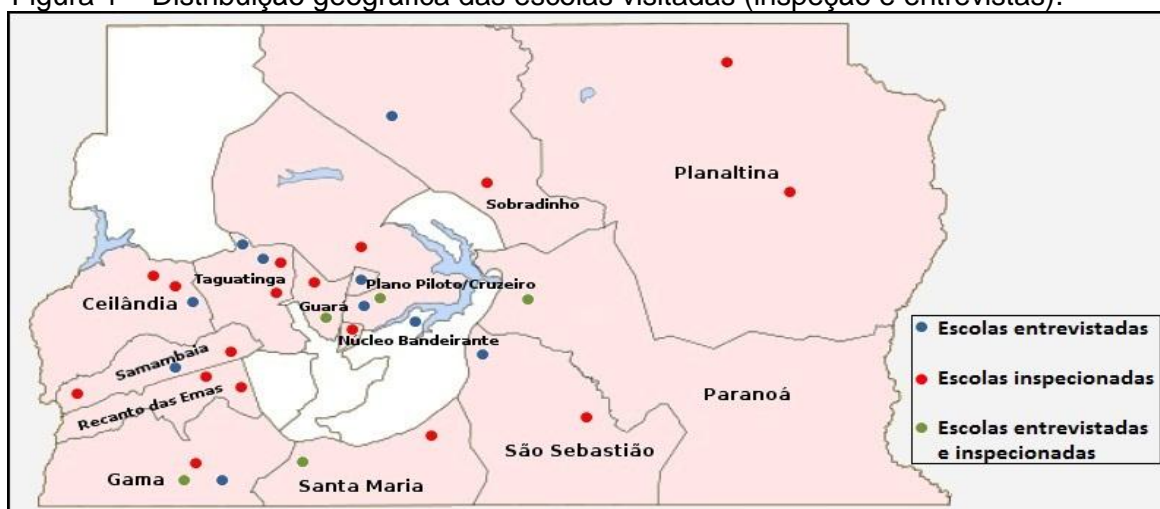 Figura 1 – Distribuição geográfica das escolas visitadas (inspeção e entrevistas).
Planaltina
Sobradinho
Taguatinga
Plano Piloto/Cruzeiro
Ceilândia
Guará
Núcleo Bandeirante
Samambaia
Recanto das Emas
Paranoá
São Sebastião
Gama
Santa Maria
Escolas entrevistadas
Escolas inspecionadas
Escolas entrevistadas
e inspecionadas